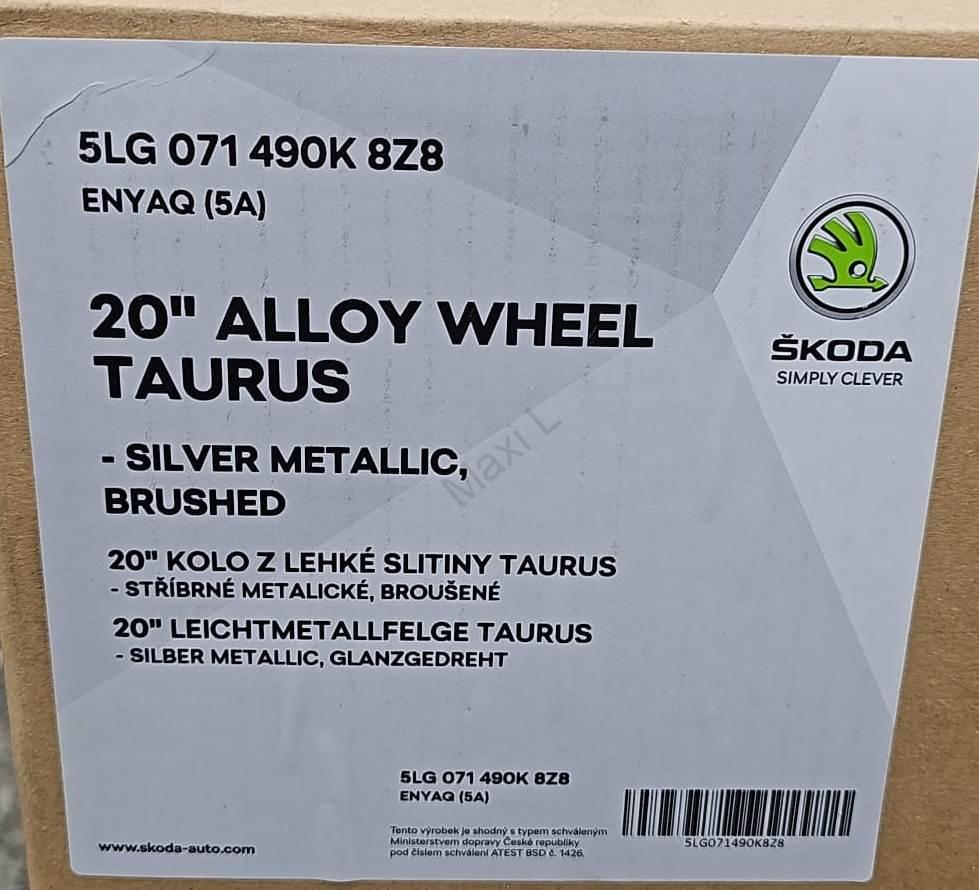 5LG 071 490K 8Z8
ENYAQ (5A)
ŠKODA
SIMPLY CLEVER
20" ALLOY WHEEL
TAURUS
- SILVER METALLIC,
BRUSHED
Maxi L
20" KOLO Z LEHKÉ SLITINY TAURUS
- STŘÍBRNÉ METALICKÉ, BROUŠENÉ
20" LEICHTMETALLFELGE TAURUS
- SILBER METALLIC, GLANZGEDREHT
5LG 071 490K 8Z8
ENYAQ (5A)
www.skoda-auto.com
Tento výrobek je shodný s typem schváleným
Ministerstvem dopravy České republiky
pod číslem schválení ATEST 8SD č. 1426.
5LG071490K8Z8